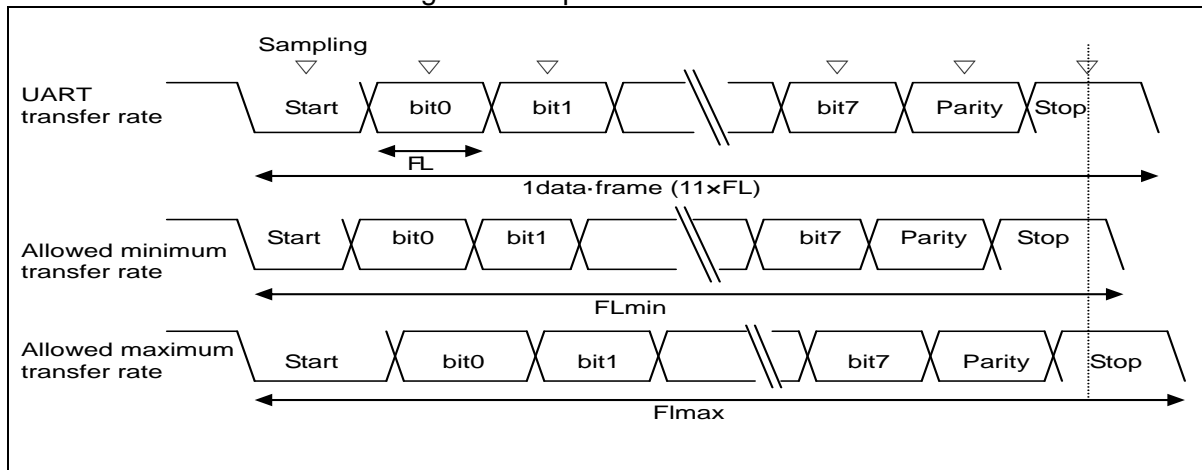 Sampling
UART
transfer rate
Start bit0 bit1 bit7 Parity Stop
FL
1data-frame (11×FL)
Allowed minimum
transfer rate
Start bit0 bit1 bit7 Parity Stop
FLmin
Allowed maximum
transfer rate
Start bit0 bit1 bit7 Parity Stop
Flmax